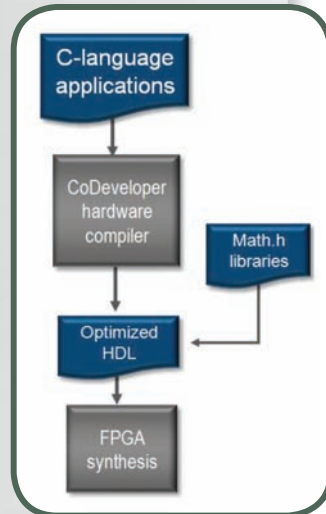 C-language
applications
CoDeveloper
hardware
compiler
Math.h
libraries
Optimized
HDL
FPGA
synthesis